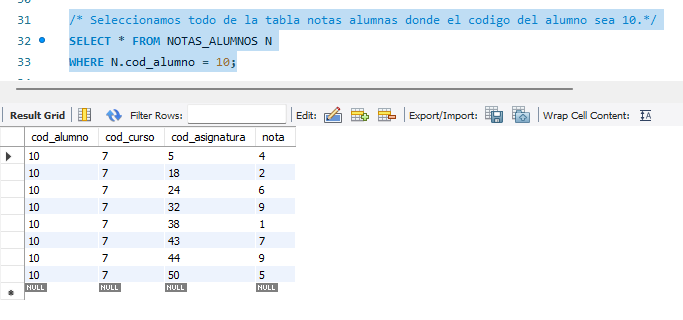 31 /* Seleccionamos todo de la tabla notas alumnas donde el codigo del alumno sea 10.*/
32 SELECT * FROM NOTAS_ALUMNOS N
33 WHERE N.cod_alumno = 10;
Result Grid Filter Rows: Edit: Export/Import: Wrap Cell Content: IA
cod_alumno cod_curso cod_asignatura nota
10 7 5 4
10 7 18 2
10 7 24 6
10 7 32 9
10 7 38 1
10 7 43 7
10 7 44 9
10 7 50 5
NULL NULL NULL NULL